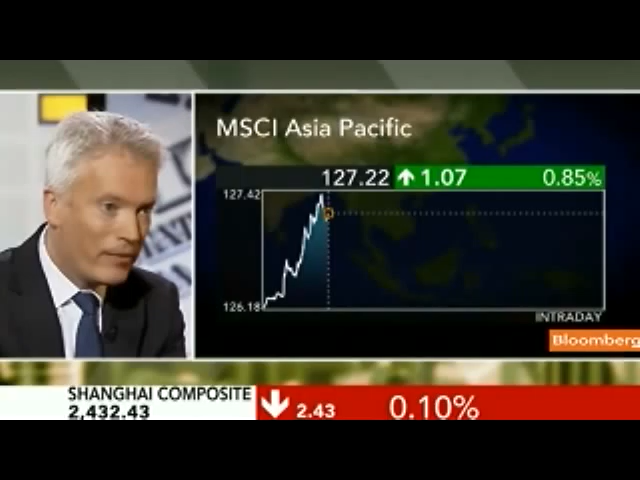 MSCI Asia Pacific
127.22 ↑ 1.07 0.85%
127.42
126.18
INTRADAY
Bloomberg
SHANGHAI COMPOSITE
2,432.43 ↓ 2.43 0.10%